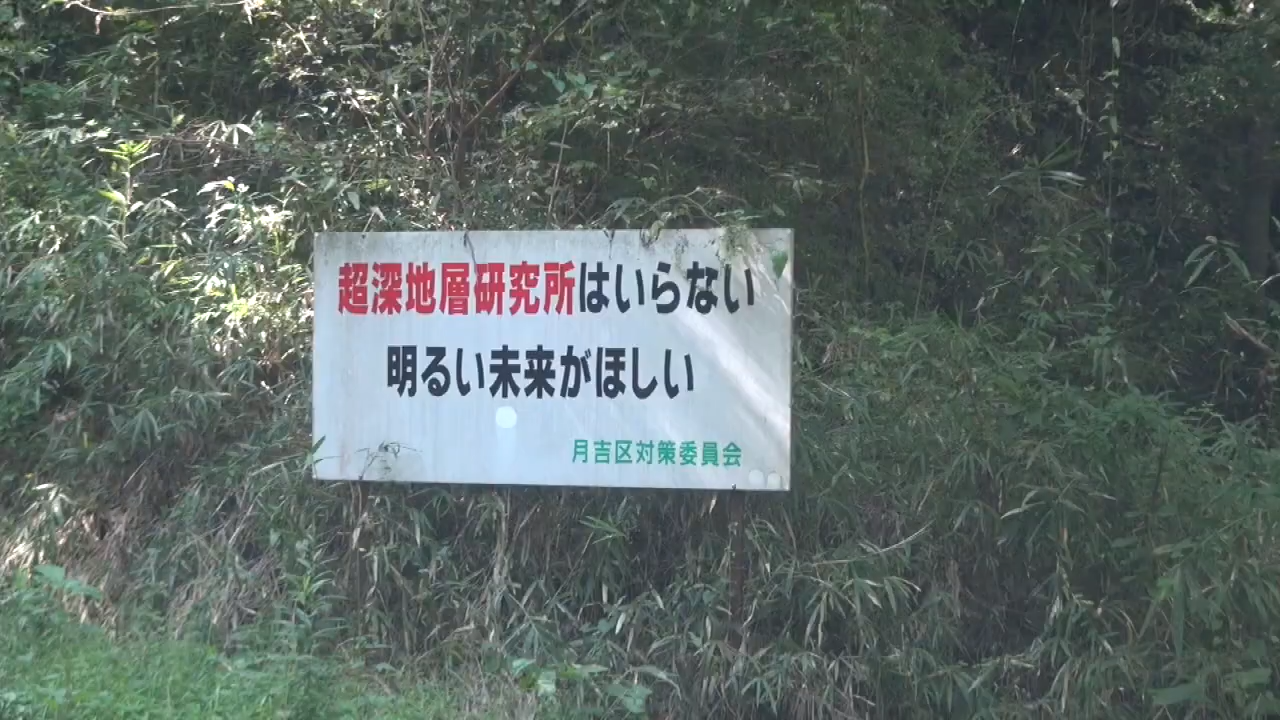 超深地層研究所はいらない
明るい未来がほしい
月吉区対策委員会